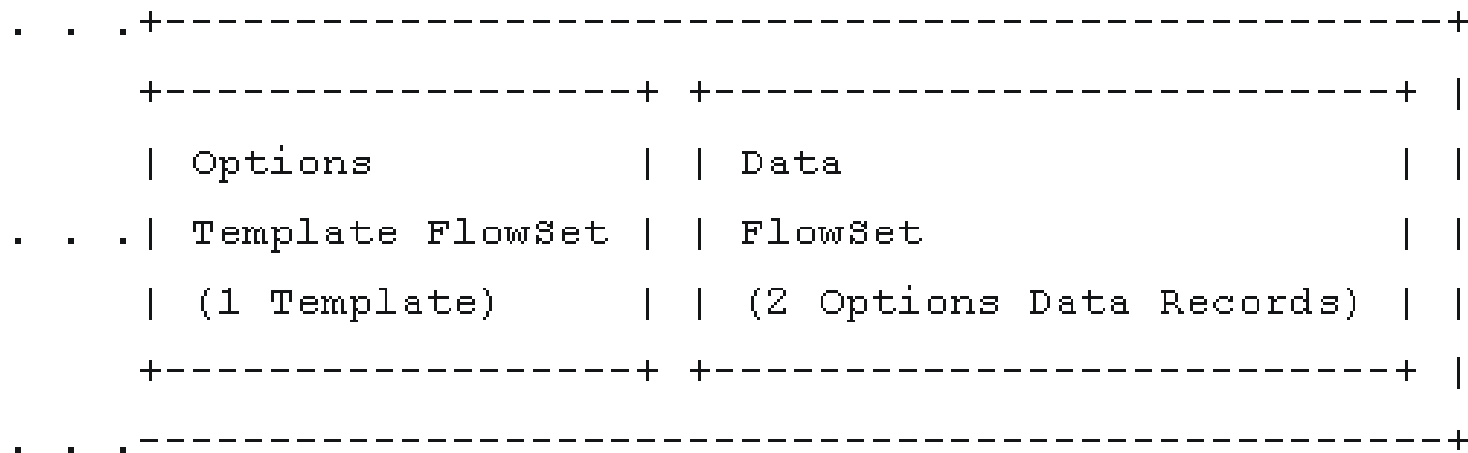 . . .+--------------------------------------------------+
+------------------+ +---------------------------+ |
| Options | | Data | |
. . .| Template FlowSet | | FlowSet | |
| (1 Template) | | (2 Options Data Records) | |
+------------------+ +---------------------------+ |
. . .--------------------------------------------------+